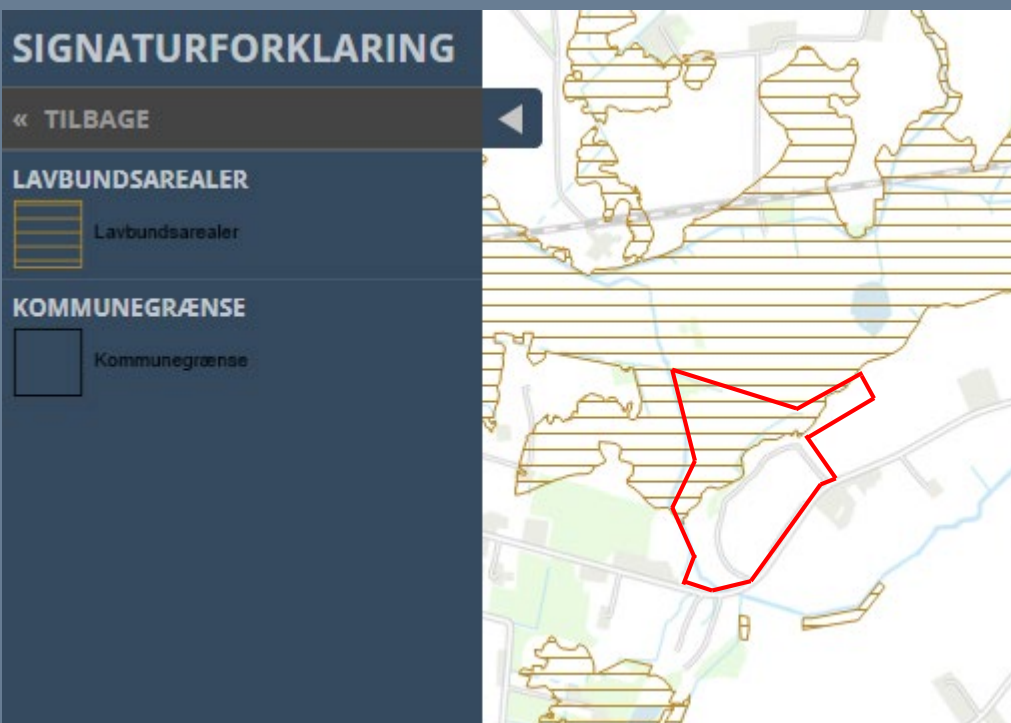 SIGNATURFORKLARING
« TILBAGE
LAVBUNDSAREALER
Lavbundsarealer
KOMMUNEGRÆNSE
Kommunegrænse